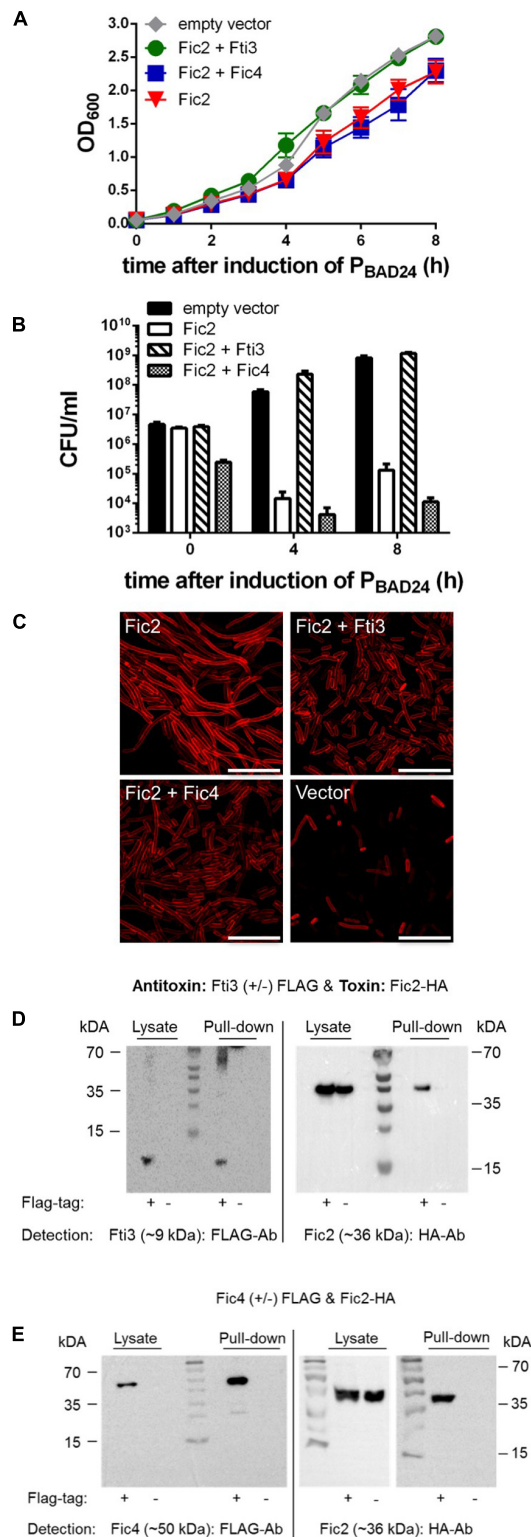 A
empty vector
Fic2 + Fti3
Fic2 + Fic4
Fic2
OD600
3.0
2.5
2.0
1.5
1.0
0.5
0.0
0 2 4 6 8
time after induction of PBAD24 (h)
B
empty vector
Fic2
Fic2 + Fti3
Fic2 + Fic4
CFU/ml
10^10
10^9
10^8
10^7
10^6
10^5
10^4
10^3
0 4 8
time after induction of PBAD24 (h)
C
Fic2
Fic2 + Fti3
Fic2 + Fic4
Vector
Antitoxin: Fti3 (+/-) FLAG & Toxin: Fic2-HA
D
kDA Lysate Pull-down Lysate Pull-down kDA
70 – –70
35 – –35
15 – –15
Flag-tag: + - + - + - + -
Detection: Fti3 (~9 kDa): FLAG-Ab Fic2 (~36 kDa): HA-Ab
Fic4 (+/-) FLAG & Fic2-HA
E
kDA Lysate Pull-down Lysate Pull-down kDA
70 – –70
35 – –35
15 – –15
Flag-tag: + - + - + - + -
Detection: Fic4 (~50 kDa): FLAG-Ab Fic2 (~36 kDa): HA-Ab